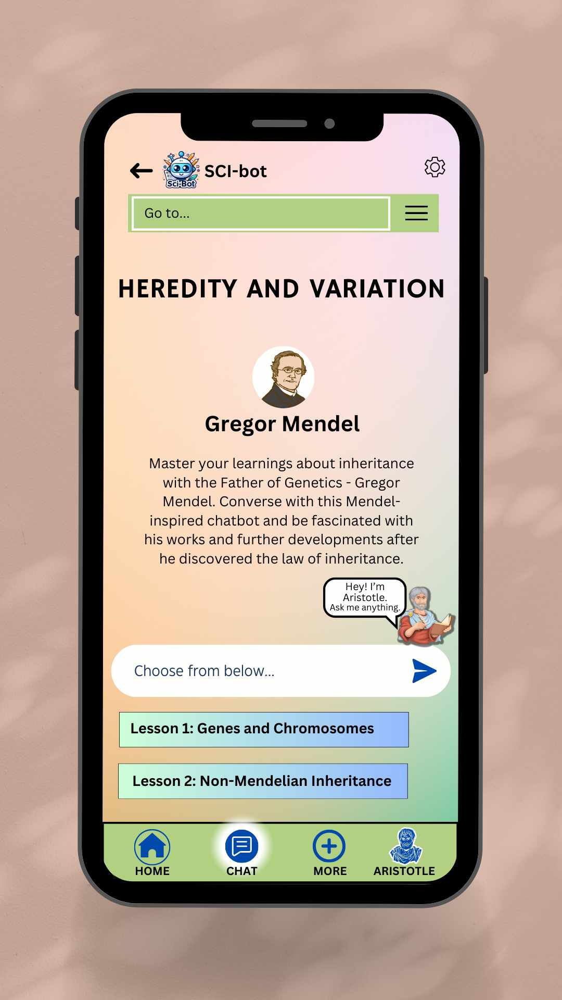 Sci-Bot
SCI-bot
Go to...
HEREDITY AND VARIATION
Gregor Mendel
Master your learnings about inheritance
with the Father of Genetics - Gregor
Mendel. Converse with this Mendel-
inspired chatbot and be fascinated with
his works and further developments after
he discovered the law of inheritance.
Hey! I'm
Aristotle.
Ask me anything.
Choose from below...
Lesson 1: Genes and Chromosomes
Lesson 2: Non-Mendelian Inheritance
HOME
CHAT
MORE
ARISTOTLE